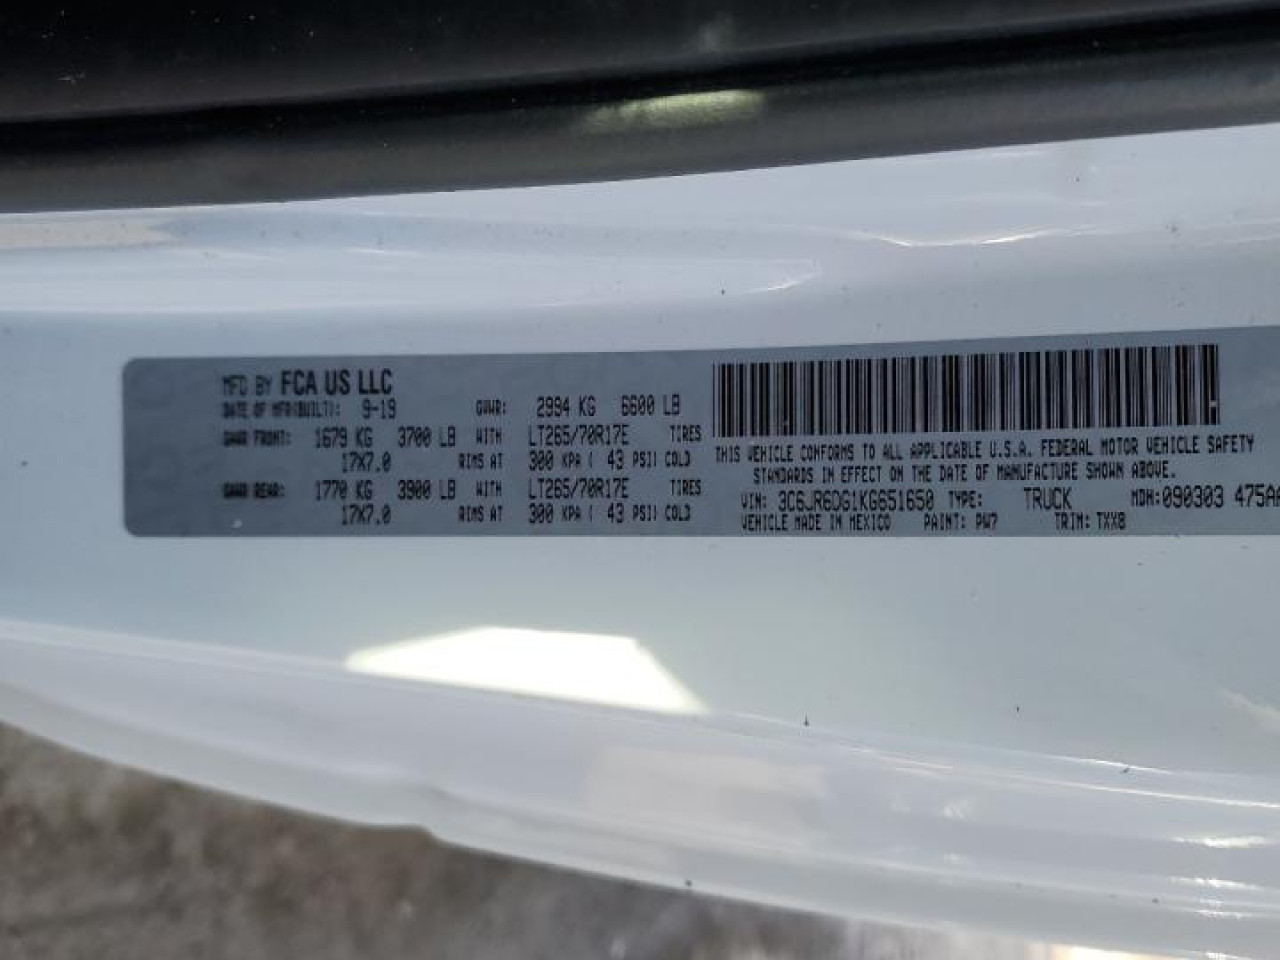 MFD BY FCA US LLC
DATE OF MFR(BUILT): 9-19 GVWR: 2994 KG 6600 LB
GAWR FRONT: 1679 KG 3700 LB WITH LT265/70R17E TIRES
17X7.0 RIMS AT 300 KPA ( 43 PSI) COLD
GAWR REAR: 1770 KG 3900 LB WITH LT265/70R17E TIRES
17X7.0 RIMS AT 300 KPA ( 43 PSI) COLD
THIS VEHICLE CONFORMS TO ALL APPLICABLE U.S.A. FEDERAL MOTOR VEHICLE SAFETY
STANDARDS IN EFFECT ON THE DATE OF MANUFACTURE SHOWN ABOVE.
VIN: 3C6JR6DG1KG651650 TYPE: TRUCK MDH:090303
VEHICLE MADE IN MEXICO PAINT: PW7 TRIM: TXX8